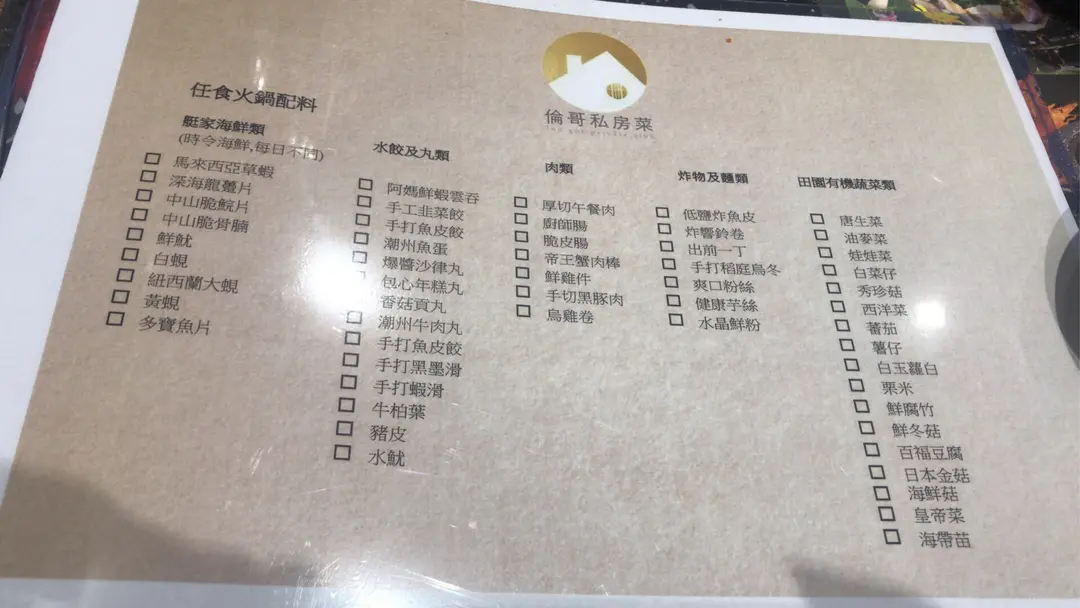 倫哥私房菜
任食火鍋配料
艇家海鮮類
(時令海鮮,每日不同)
馬來西亞草蝦
深海龍躉片
中山脆鯇片
中山脆骨腩
鮮魷
白蜆
紐西蘭大蜆
黃蜆
多寶魚片
水餃及丸類
阿媽鮮蝦雲吞
手工韭菜餃
手打魚皮餃
潮州魚蛋
爆醬沙律丸
包心年糕丸
香菇貢丸
潮州牛肉丸
手打魚皮餃
手打黑墨滑
手打蝦滑
牛柏葉
豬皮
水魷
肉類
厚切午餐肉
廚師腸
脆皮腸
帝王蟹肉棒
鮮雞件
手切黑豚肉
烏雞卷
炸物及麵類
低鹽炸魚皮
炸響鈴卷
出前一丁
手打稻庭烏冬
爽口粉絲
健康芋絲
水晶鮮粉
田園有機蔬菜類
唐生菜
油麥菜
娃娃菜
白菜仔
秀珍菇
西洋菜
蕃茄
薯仔
白玉蘿白
栗米
鮮腐竹
鮮冬菇
百福豆腐
日本金菇
海鮮菇
皇帝菜
海帶苗